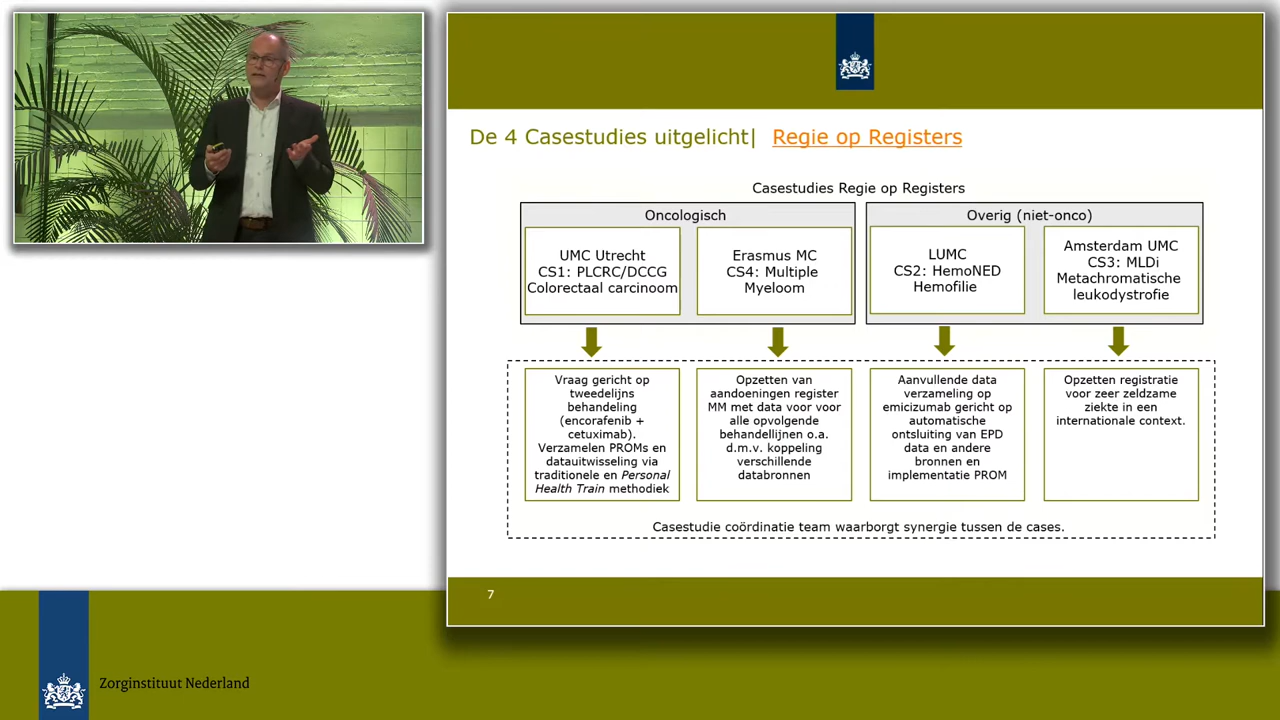 De 4 Casestudies uitgelicht| Regie op Registers
Casestudies Regie op Registers
Oncologisch
UMC Utrecht
CS1: PLCRC/DCCG
Colorectaal carcinoom
Erasmus MC
CS4: Multiple
Myeloom
Overig (niet-onco)
LUMC
CS2: HemoNED
Hemofilie
Amsterdam UMC
CS3: MLDi
Metachromatische
leukodystrofie
Vraag gericht op
tweedelijns
behandeling
(encorafenib +
cetuximab).
Verzamelen PROMs en
datauitwisseling via
traditionele en Personal
Health Train methodiek
Opzetten van
aandoeningen register
MM met data voor voor
alle opvolgende
behandellijnen o.a.
d.m.v. koppeling
verschillende
databronnen
Aanvullende data
verzameling op
emicizumab gericht op
automatische
ontsluiting van EPD
data en andere
bronnen en
implementatie PROM
Opzetten registratie
voor zeer zeldzame
ziekte in een
internationale context.
Casestudie coördinatie team waarborgt synergie tussen de cases.
7
Zorginstituut Nederland